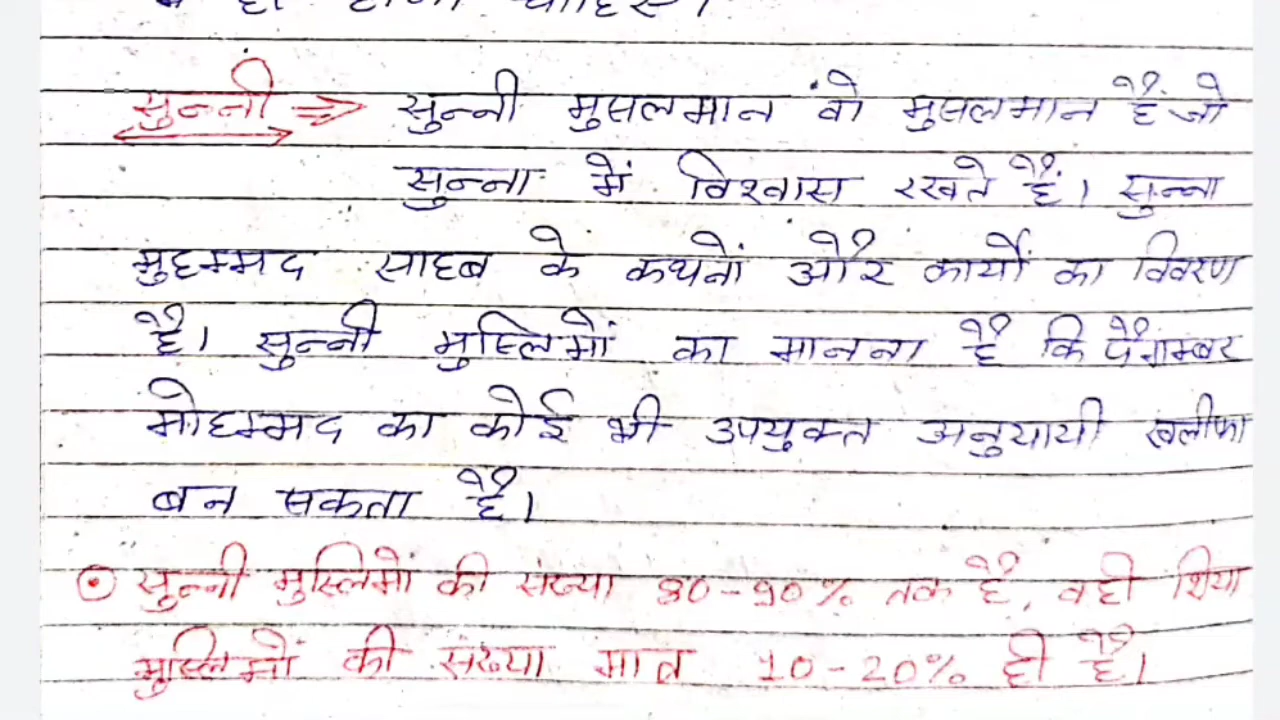 सुन्नी ⇒ सुन्नी मुसलमान वो मुसलमान हैं जो
सुन्ना में विश्वास रखते हैं। सुन्ना
मुहम्मद साहब के कथनों और कार्यों का विवरण
है। सुन्नी मुस्लिमों का मानना है कि पैगम्बर
मोहम्मद का कोई भी उपयुक्त अनुयायी खलीफा
बन सकता है।
⊙ सुन्नी मुस्लिमों की संख्या 80-90% तक है, वही शिया
मुस्लिमों की संख्या मात्र 10-20% ही है।